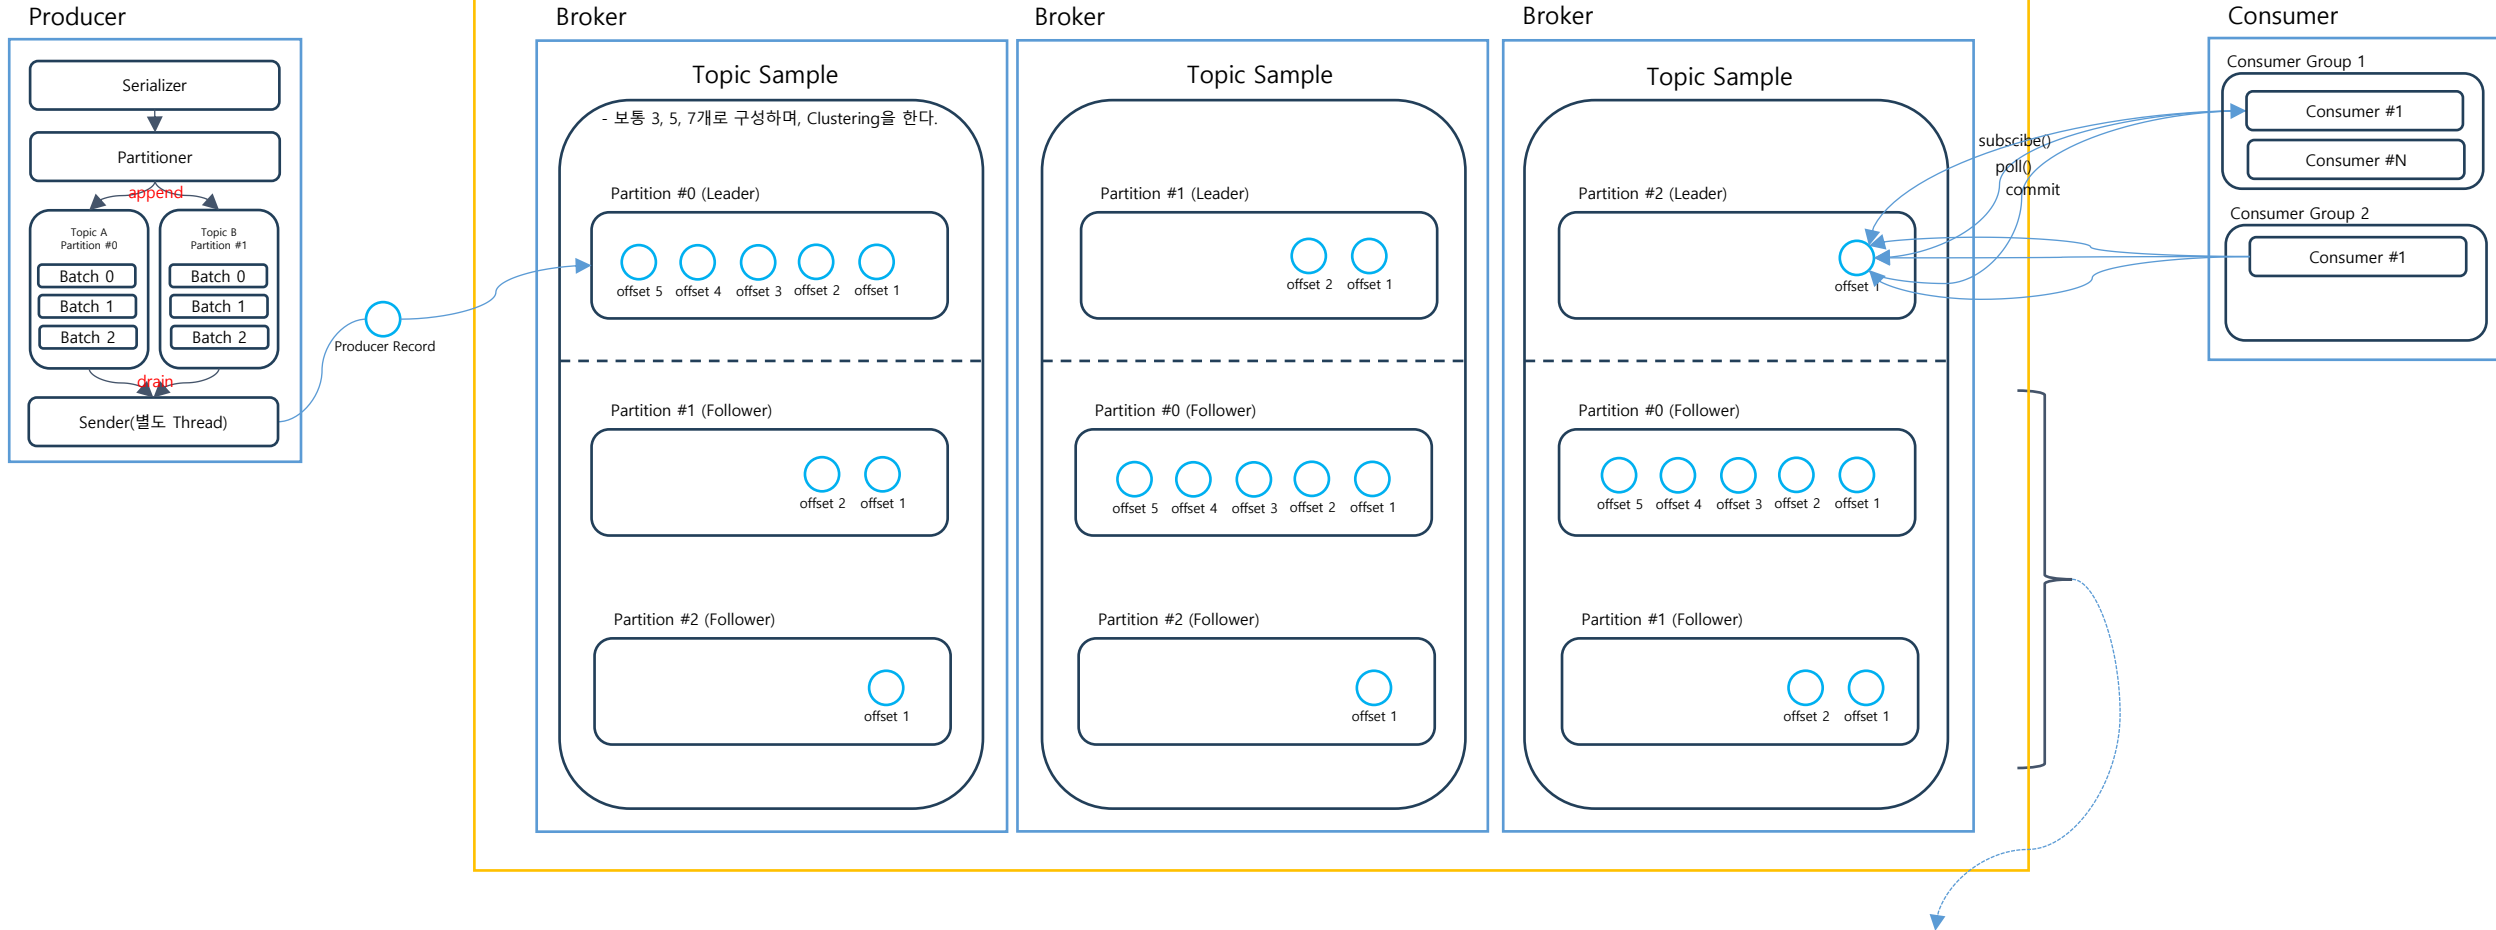 Producer
Serializer
Partitioner
append
Topic A
Partition #0
Batch 0
Batch 1
Batch 2
Topic B
Partition #1
Batch 0
Batch 1
Batch 2
drain
Sender(별도 Thread)
Producer Record
Broker
Topic Sample
- 보통 3, 5, 7개로 구성하며, Clustering을 한다.
Partition #0 (Leader)
offset 5 offset 4 offset 3 offset 2 offset 1
Partition #1 (Follower)
offset 2 offset 1
Partition #2 (Follower)
offset 1
Broker
Topic Sample
Partition #1 (Leader)
offset 2 offset 1
Partition #0 (Follower)
offset 5 offset 4 offset 3 offset 2 offset 1
Partition #2 (Follower)
offset 1
Broker
Topic Sample
Partition #2 (Leader)
offset 1
Partition #0 (Follower)
offset 5 offset 4 offset 3 offset 2 offset 1
Partition #1 (Follower)
offset 2 offset 1
subscibe()
poll()
commit
Consumer
Consumer Group 1
Consumer #1
Consumer #N
Consumer Group 2
Consumer #1